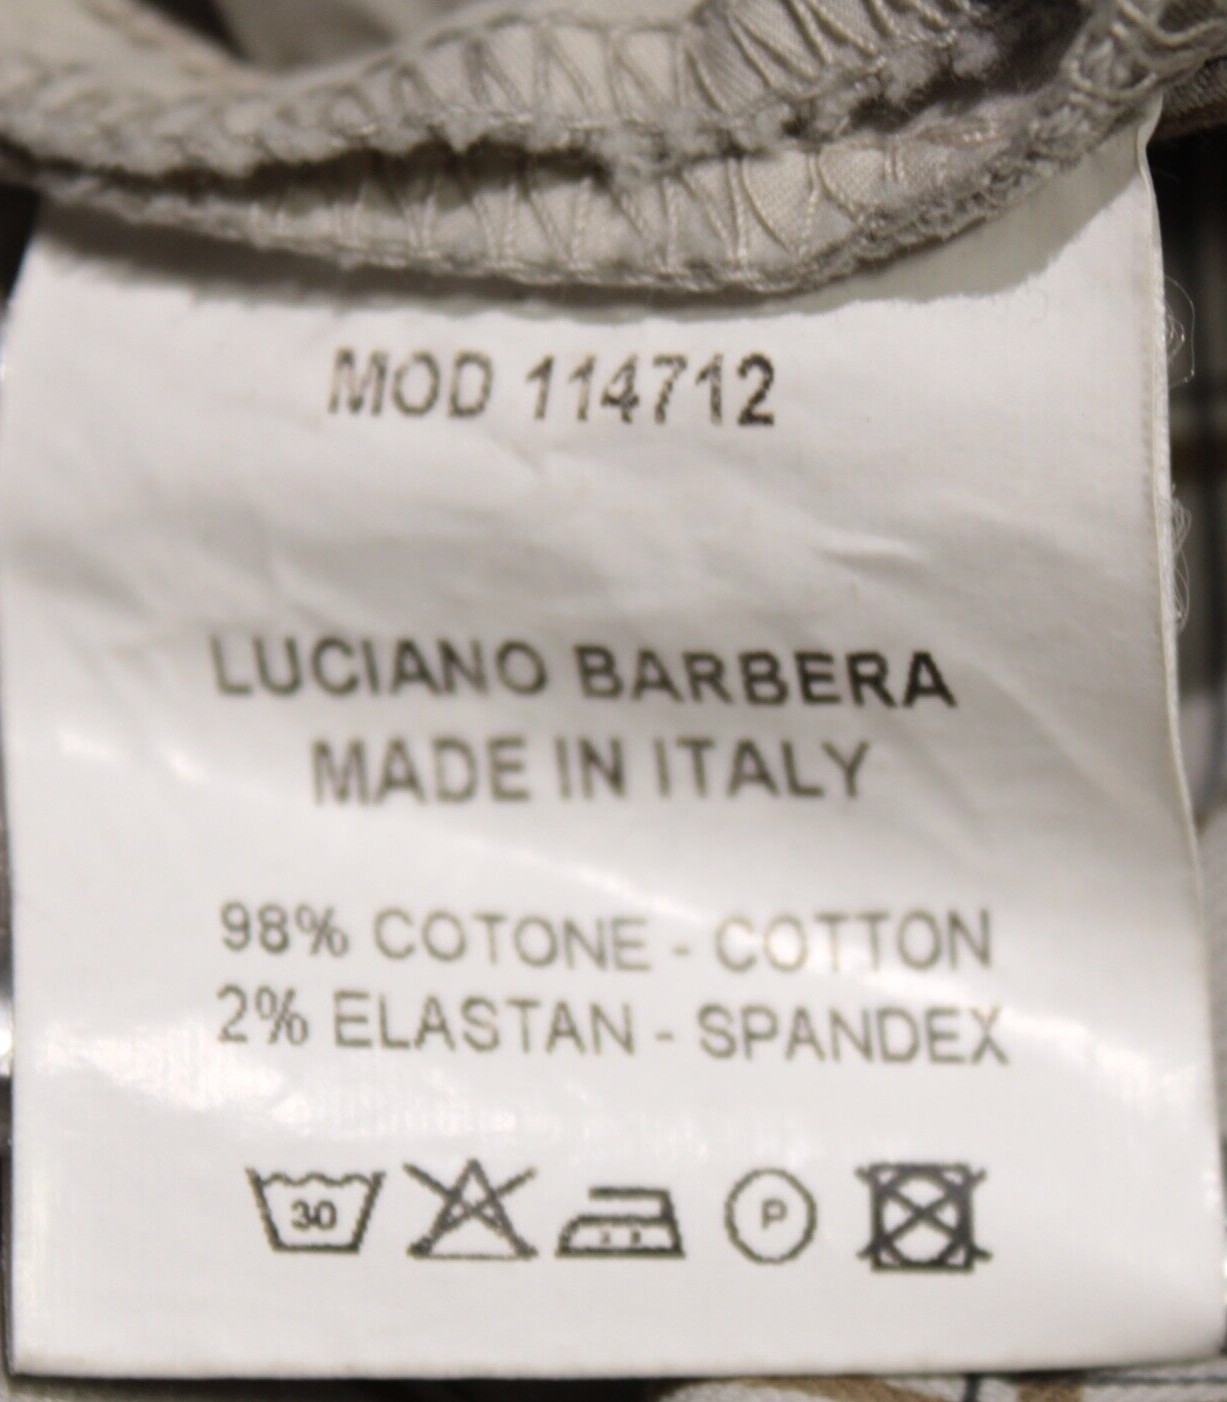 MOD 114712
LUCIANO BARBERA
MADE IN ITALY
98% COTONE - COTTON
2% ELASTAN - SPANDEX
30 P